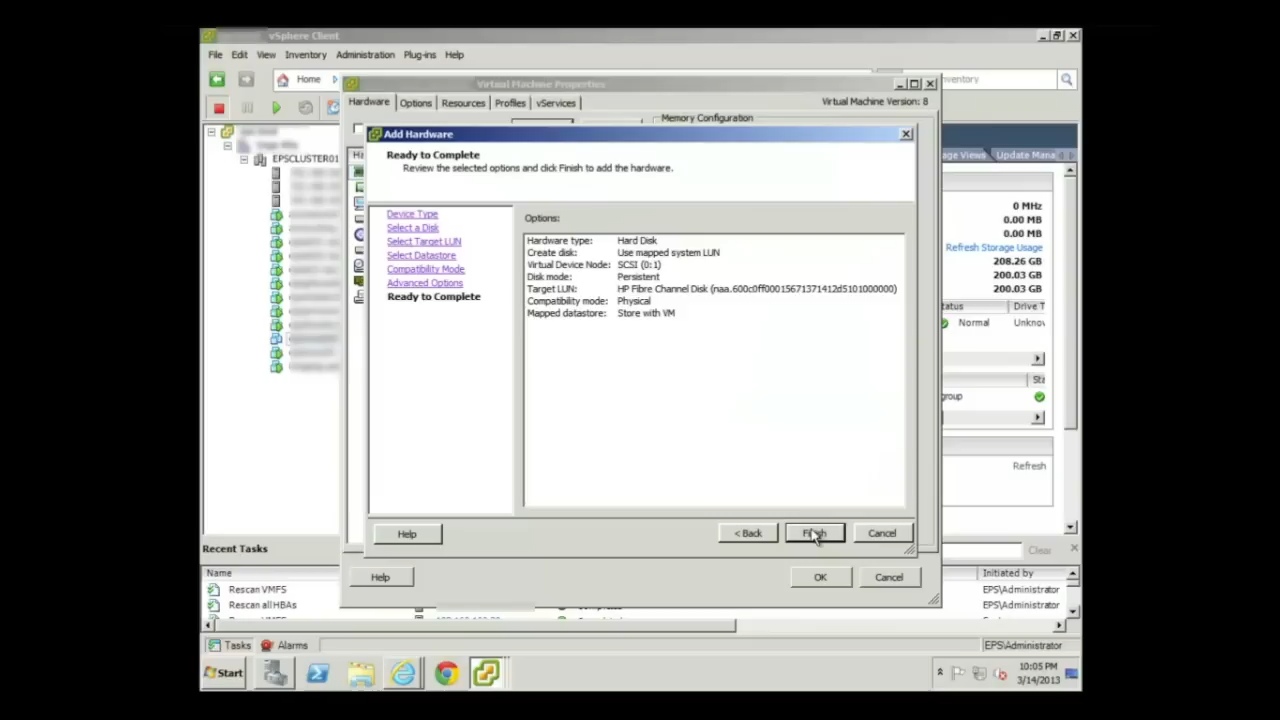 vSphere Client
File Edit View Inventory Administration Plug-ins Help
Home
Virtual Machine Properties
Hardware Options Resources Profiles vServices
Virtual Machine Version: 8
Memory Configuration
Add Hardware
Ready to Complete
Review the selected options and click Finish to add the hardware.
EPSCLUSTER01
Device Type
Select a Disk
Select Target LUN
Select Datastore
Compatibility Mode
Advanced Options
Ready to Complete
Options:
Hardware type: Hard Disk
Create disk: Use mapped system LUN
Virtual Device Node: SCSI (0:1)
Disk mode: Persistent
Target LUN: HP Fibre Channel Disk (naa.600c0ff00015671371412d5101000000)
Compatibility mode: Physical
Mapped datastore: Store with VM
Help < Back Finish Cancel
Help OK Cancel
age Views Update Mana
0 MHz
0.00 MB
0.00 MB
Refresh Storage Usage
208.26 GB
200.03 GB
200.03 GB
tatus Drive T
Normal Unknov
Sta
group
Refresh
Recent Tasks
Clear
Name Initiated by
Rescan VMFS EPS\Administrator
Rescan all HBAs EPS\Administrator
Tasks Alarms EPS\Administrator
Start
10:05 PM
3/14/2013